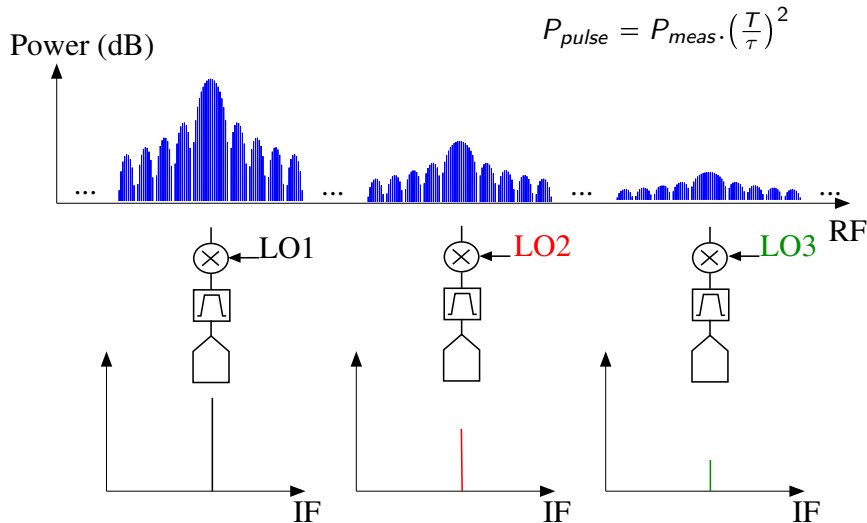 P_pulse = P_meas.(T/τ)^2
Power (dB)
... ... ... ...
RF
LO1 LO2 LO3
IF IF IF